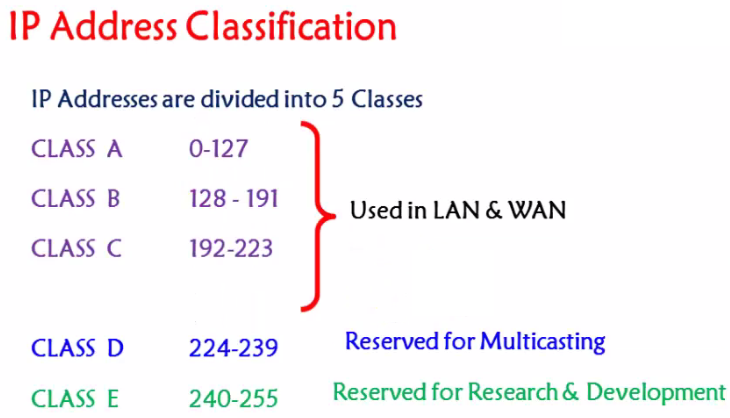 IP Address Classification
IP Addresses are divided into 5 Classes
CLASS A 0-127
CLASS B 128 - 191
Used in LAN & WAN
CLASS C 192-223
CLASS D 224-239 Reserved for Multicasting
CLASS E 240-255 Reserved for Research & Development